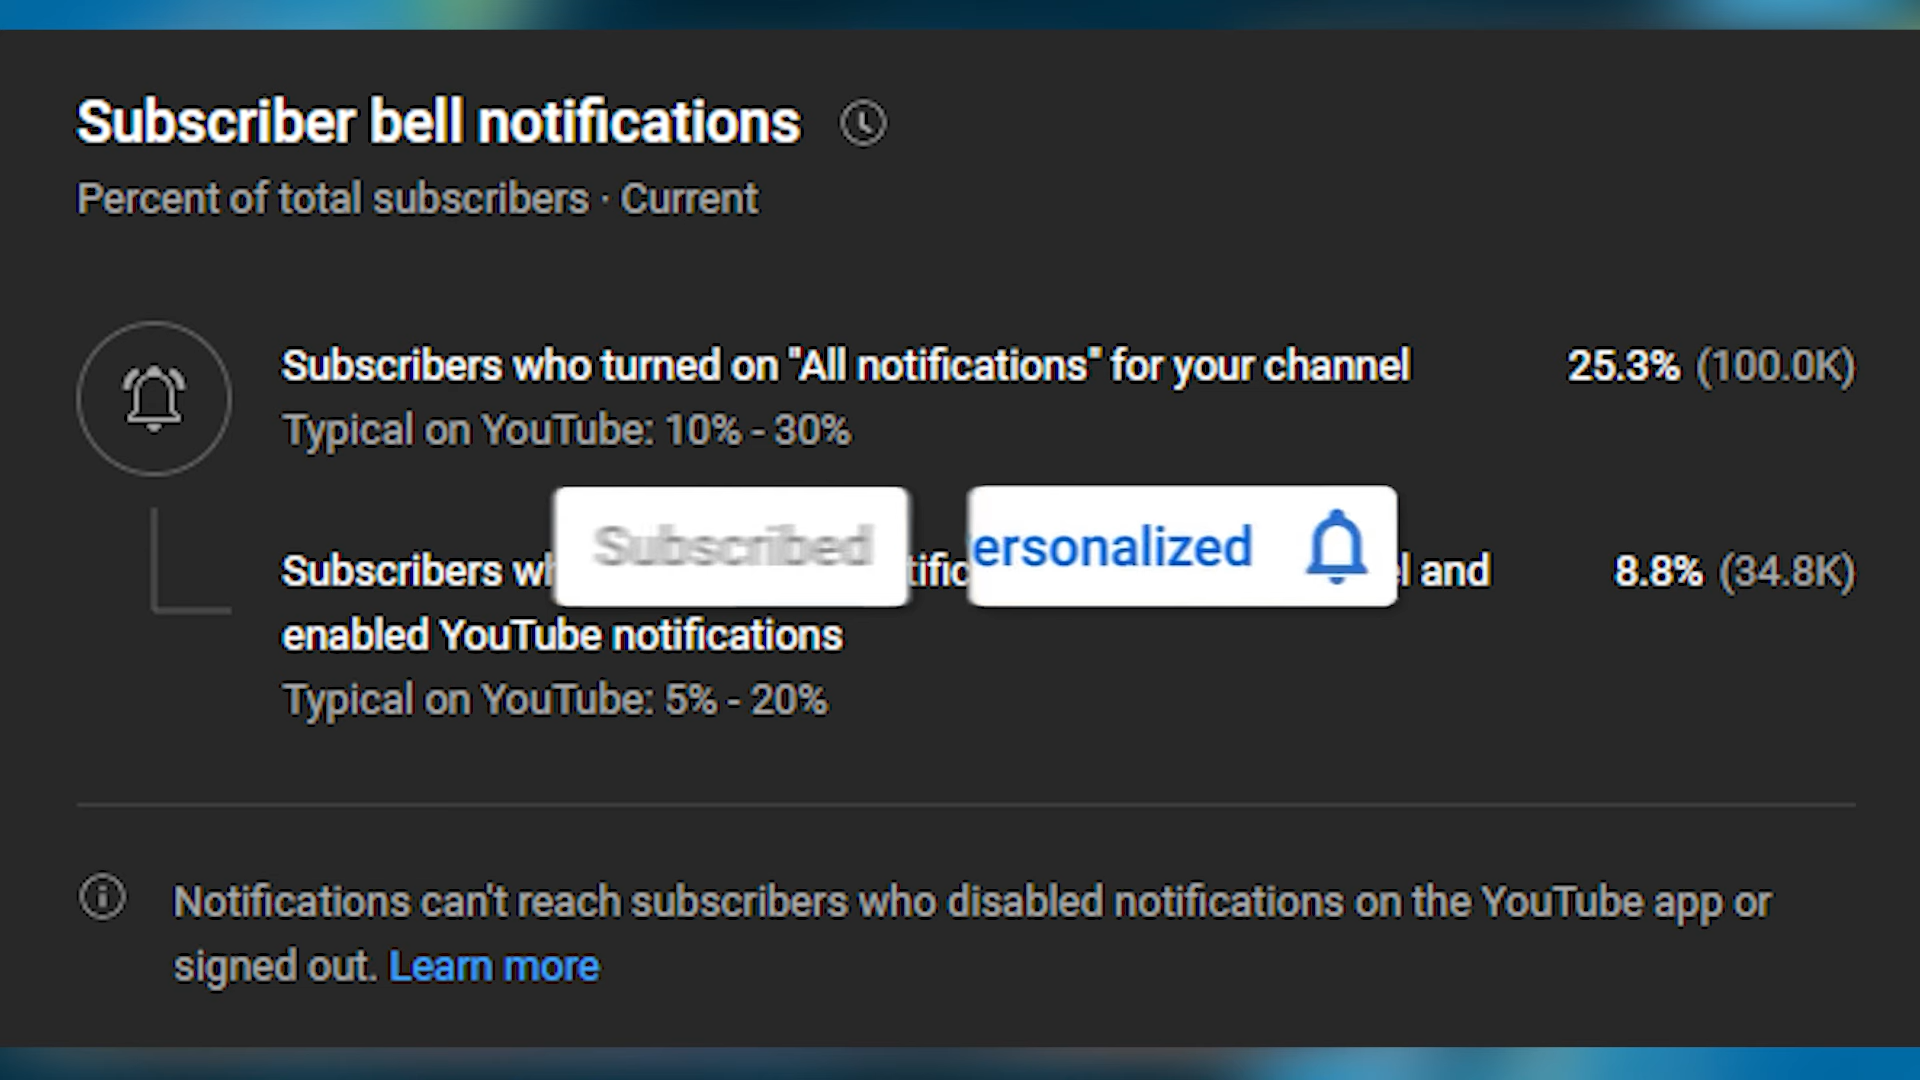 Subscriber bell notifications
Percent of total subscribers · Current
Subscribers who turned on "All notifications" for your channel 25.3% (100.0K)
Typical on YouTube: 10% - 30%
Subscribed ersonalized
Subscribers and 8.8% (34.8K)
enabled YouTube notifications
Typical on YouTube: 5% - 20%
Notifications can't reach subscribers who disabled notifications on the YouTube app or
signed out. Learn more